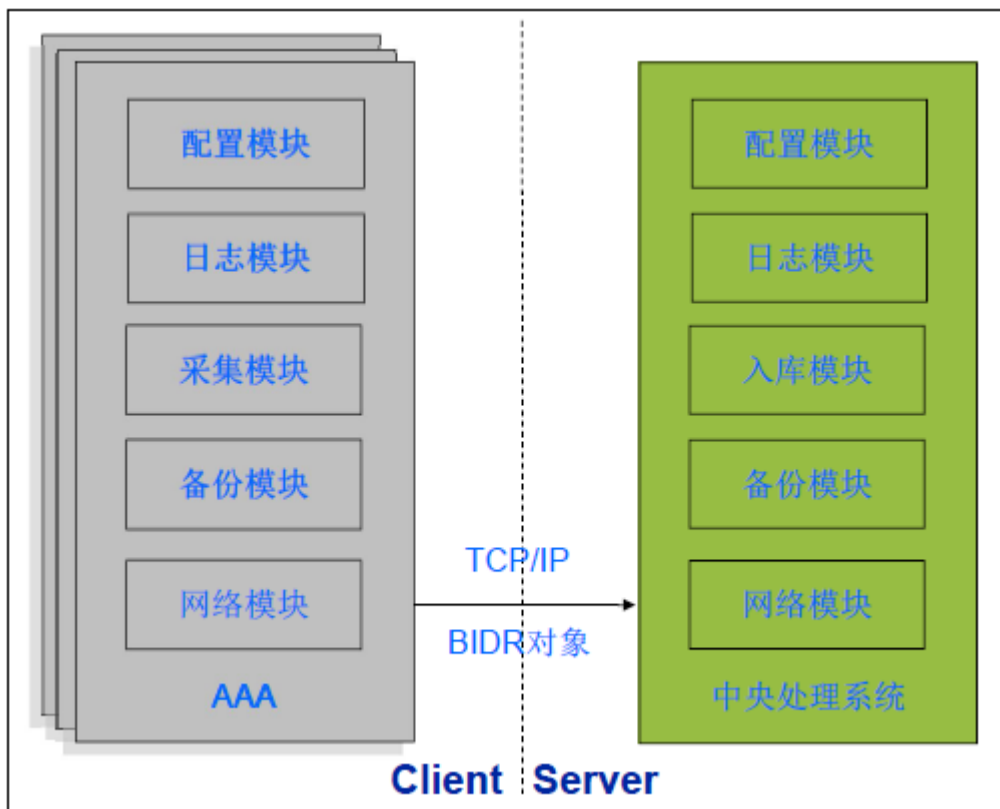 配置模块
日志模块
采集模块
备份模块
网络模块
AAA
TCP/IP
BIDR对象
配置模块
日志模块
入库模块
备份模块
网络模块
中央处理系统
Client
Server